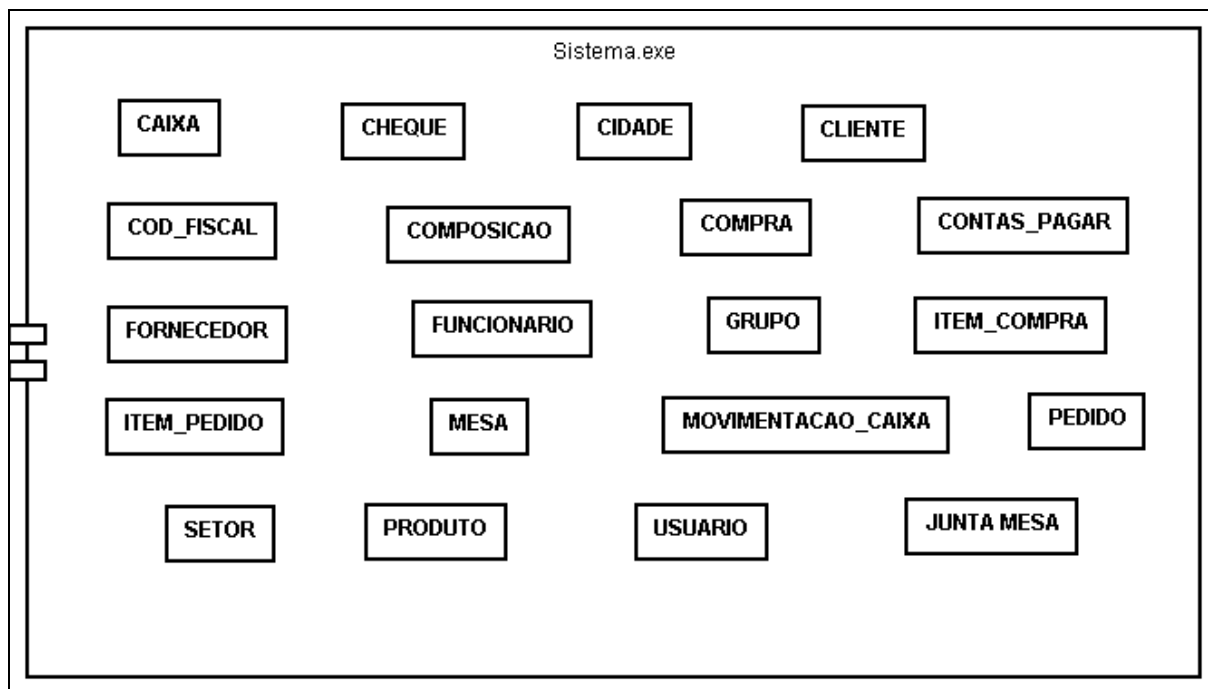 Sistema.exe
CAIXA
CHEQUE
CIDADE
CLIENTE
COD_FISCAL
COMPOSICAO
COMPRA
CONTAS_PAGAR
FORNECEDOR
FUNCIONARIO
GRUPO
ITEM_COMPRA
ITEM_PEDIDO
MESA
MOVIMENTACAO_CAIXA
PEDIDO
SETOR
PRODUTO
USUARIO
JUNTA MESA